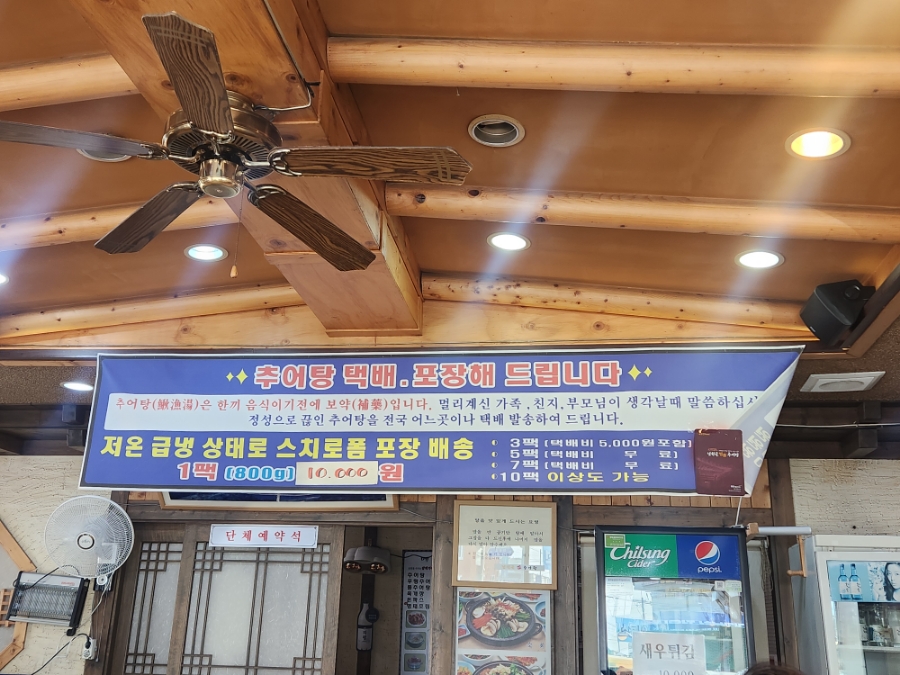 추어탕 택배.포장해 드립니다
추어탕(鰍漁湯)은 한끼 음식이기전에 보약(補藥)입니다. 멀리계신 가족, 친지, 부모님이 생각날때 말씀하십시
정성으로 끓인 추어탕을 전국 어느곳이나 택배 발송하여 드립니다.
저온 급냉 상태로 스치로폼 포장 배송
1팩 (800g) 10.000 원
3팩 (택배비 5,000원포함)
5팩 (택배비 무 료)
7팩 (택배비 무 료)
10팩 이상도 가능
단체예약석
Chilsung
Cider
pepsi
새우튀김
10,000